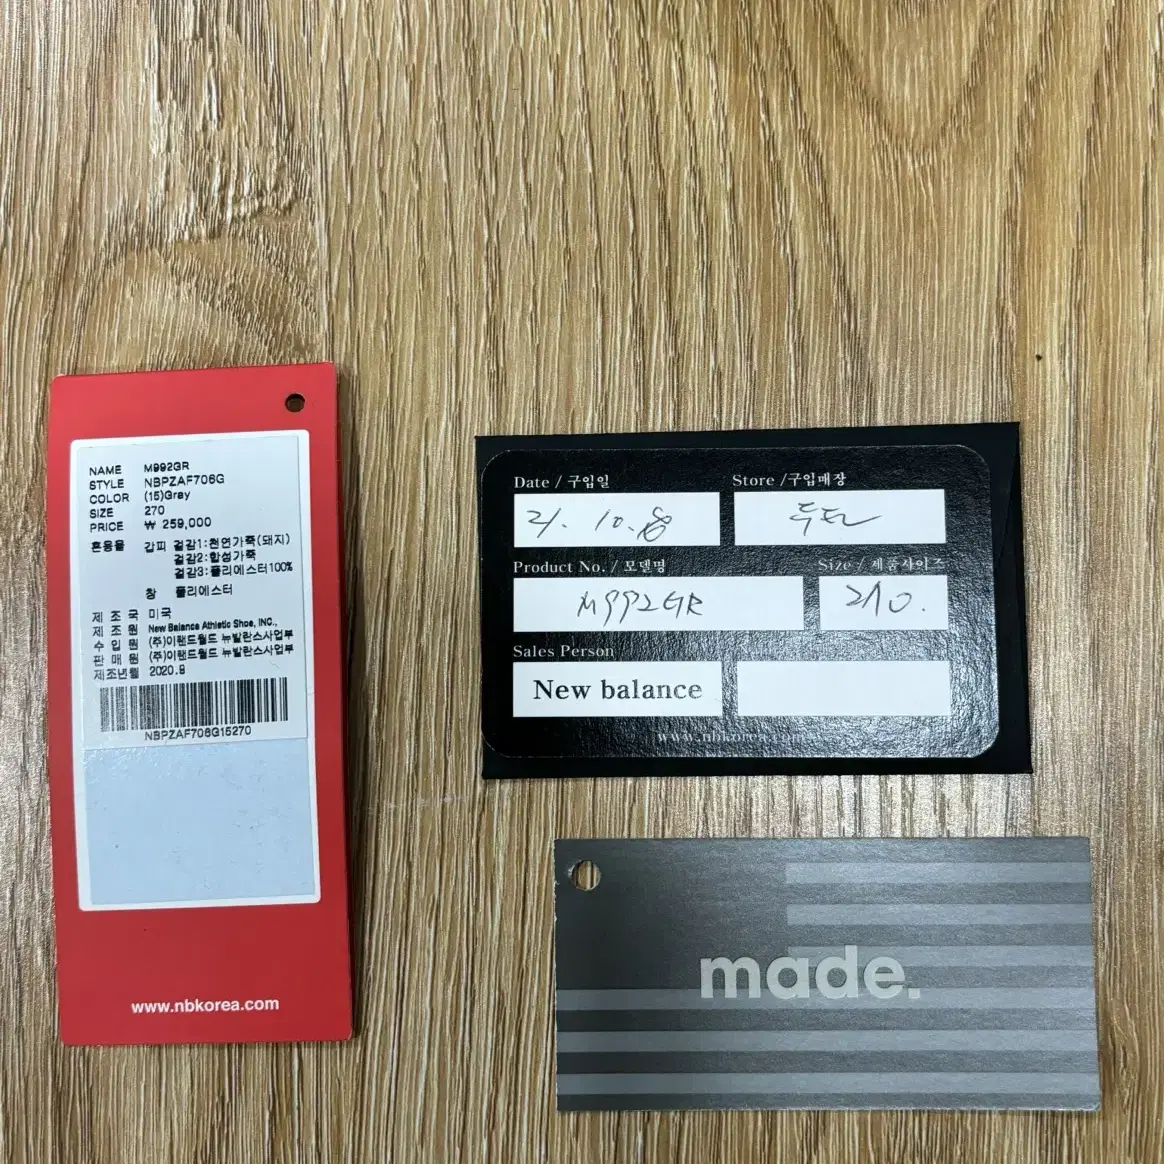 NAME M992GR
STYLE NBPZAF706G
COLOR (15)Gray
SIZE 270
PRICE ₩ 259,000
혼용율 갑피 겉감1:천연가죽(돼지)
겉감2:합성가죽
겉감3:폴리에스터100%
창 폴리에스터
제 조 국 미국
제 조 원 New Balance Athletic Shoe, INC.,
수 입 원 (주)이랜드월드 뉴발란스사업부
판 매 원 (주)이랜드월드 뉴발란스사업부
제조년월 2020.9
NBPZAF706G15270
www.nbkorea.com
Date / 구입일
21. 10. 8
Store /구입매장
Product No. / 모델명
M992GR
Size / 제품사이즈
270.
Sales Person
New balance
www.nbkorea.com
made.